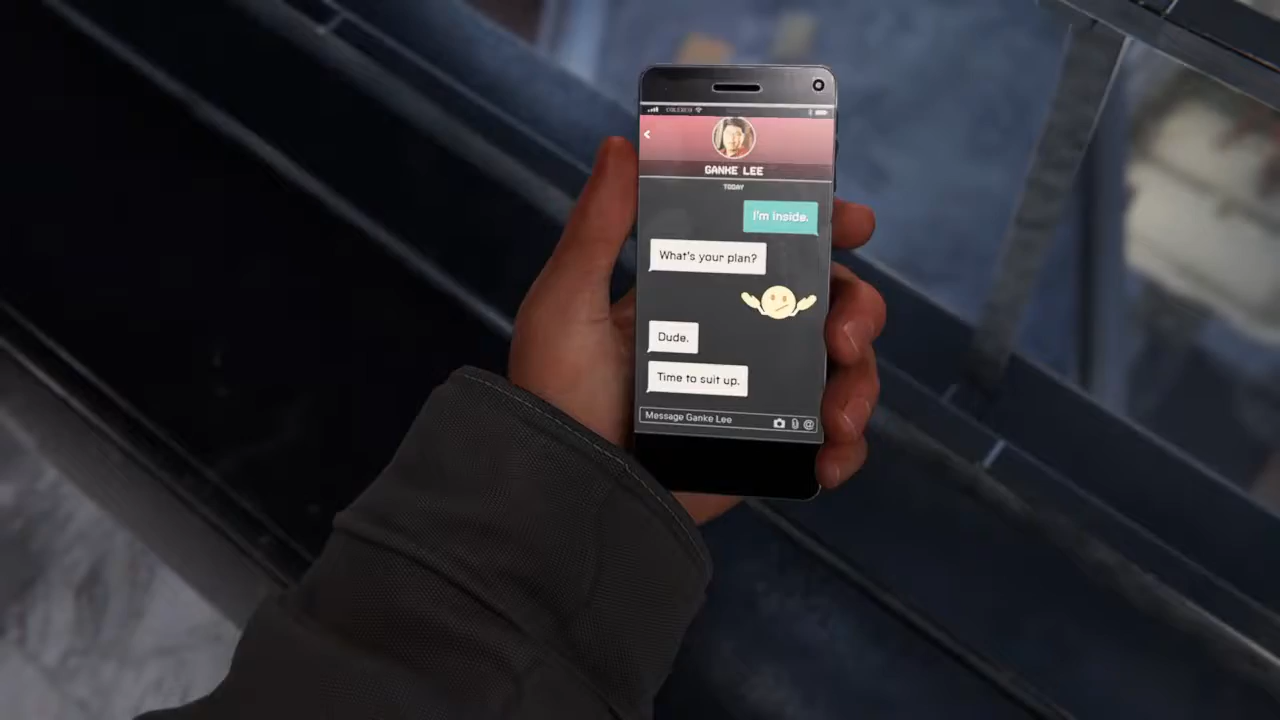 GANKE LEE
TODAY
I'm inside.
What's your plan?
Dude.
Time to suit up.
Message Ganke Lee